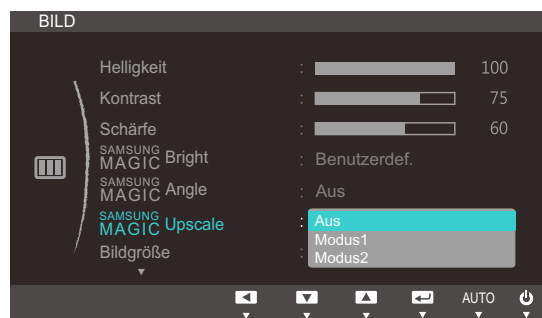 BILD
Helligkeit : 100
Kontrast : 75
Schärfe : 60
SAMSUNG MAGIC Bright : Benutzerdef.
SAMSUNG MAGIC Angle : Aus
SAMSUNG MAGIC Upscale : Aus
Modus1
Modus2
Bildgröße :
AUTO